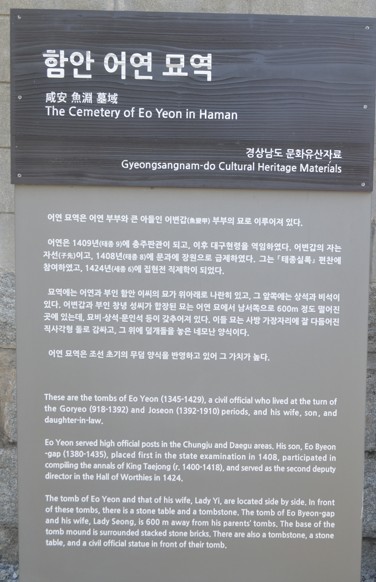 함안 어연 묘역
咸安 魚淵 墓域
The Cemetery of Eo Yeon in Haman
경상남도 문화유산자료
Gyeongsangnam-do Cultural Heritage Materials
어연 묘역은 어연 부부와 큰 아들인 어변갑(魚變甲) 부부의 묘로 이루어져 있다.
어연은 1409년(태종 9)에 충주판관이 되고, 이후 대구현령을 역임하였다. 어변갑의 자는
자선(子先)이고, 1408년(태종 8)에 문과에 장원으로 급제하였다. 그는 『태종실록』 편찬에
참여하였고, 1424년(세종 6)에 집현전 직제학이 되었다.
묘역에는 어연과 부인 함안 이씨의 묘가 위아래로 나란히 있고, 그 앞쪽에는 상석과 비석이
있다. 어변갑과 부인 창녕 성씨가 합장된 묘는 어연 묘에서 남서쪽으로 600m 정도 떨어진
곳에 있는데, 묘비·상석·문인석 등이 갖추어져 있다. 이들 묘는 사방 가장자리에 잘 다듬어진
직사각형 돌로 감싸고, 그 위에 덮개돌을 놓은 네모난 양식이다.
어연 묘역은 조선 초기의 무덤 양식을 반영하고 있어 그 가치가 높다.
These are the tombs of Eo Yeon (1345-1429), a civil official who lived at the turn of
the Goryeo (918-1392) and Joseon (1392-1910) periods, and his wife, son, and
daughter-in-law.
Eo Yeon served high official posts in the Chungju and Daegu areas. His son, Eo Byeon
-gap (1380-1435), placed first in the state examination in 1408, participated in
compiling the annals of King Taejong (r. 1400-1418), and served as the second deputy
director in the Hall of Worthies in 1424.
The tomb of Eo Yeon and that of his wife, Lady Yi, are located side by side. In front
of these tombs, there is a stone table and a tombstone. The tomb of Eo Byeon-gap
and his wife, Lady Seong, is 600 m away from his parents' tombs. The base of the
tomb mound is surrounded stacked stone bricks. There are also a tombstone, a stone
table, and a civil official statue in front of their tomb.